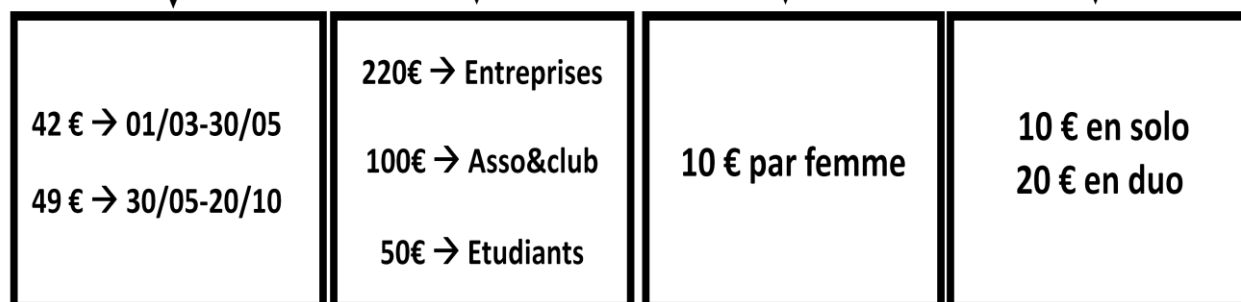 42 € → 01/03-30/05
49 € → 30/05-20/10
220€ → Entreprises
100€ → Asso&club
50€ → Etudiants
10 € par femme
10 € en solo
20 € en duo